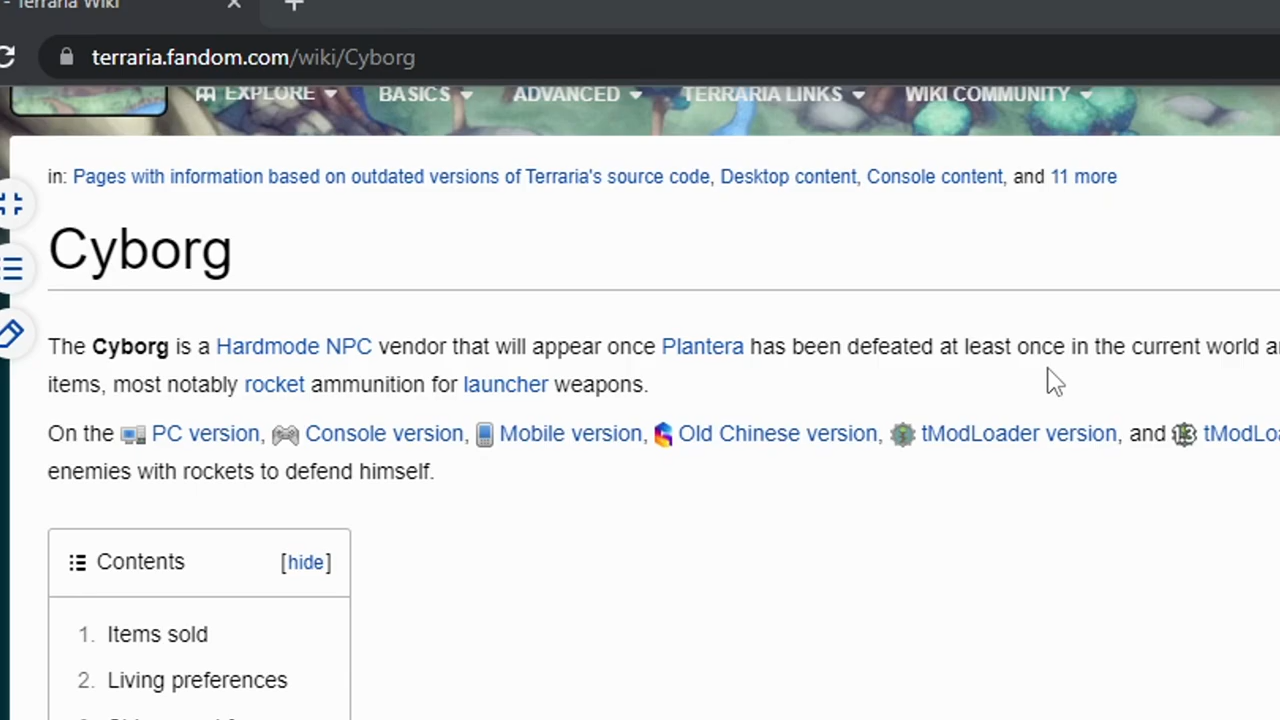 - Terraria Wiki
terraria.fandom.com/wiki/Cyborg
EXPLORE BASICS ADVANCED TERRARIA LINKS WIKI COMMUNITY
in: Pages with information based on outdated versions of Terraria's source code, Desktop content, Console content, and 11 more
Cyborg
The Cyborg is a Hardmode NPC vendor that will appear once Plantera has been defeated at least once in the current world
items, most notably rocket ammunition for launcher weapons.
On the PC version, Console version, Mobile version, Old Chinese version, tModLoader version, and
enemies with rockets to defend himself.
Contents [hide]
1. Items sold
2. Living preferences